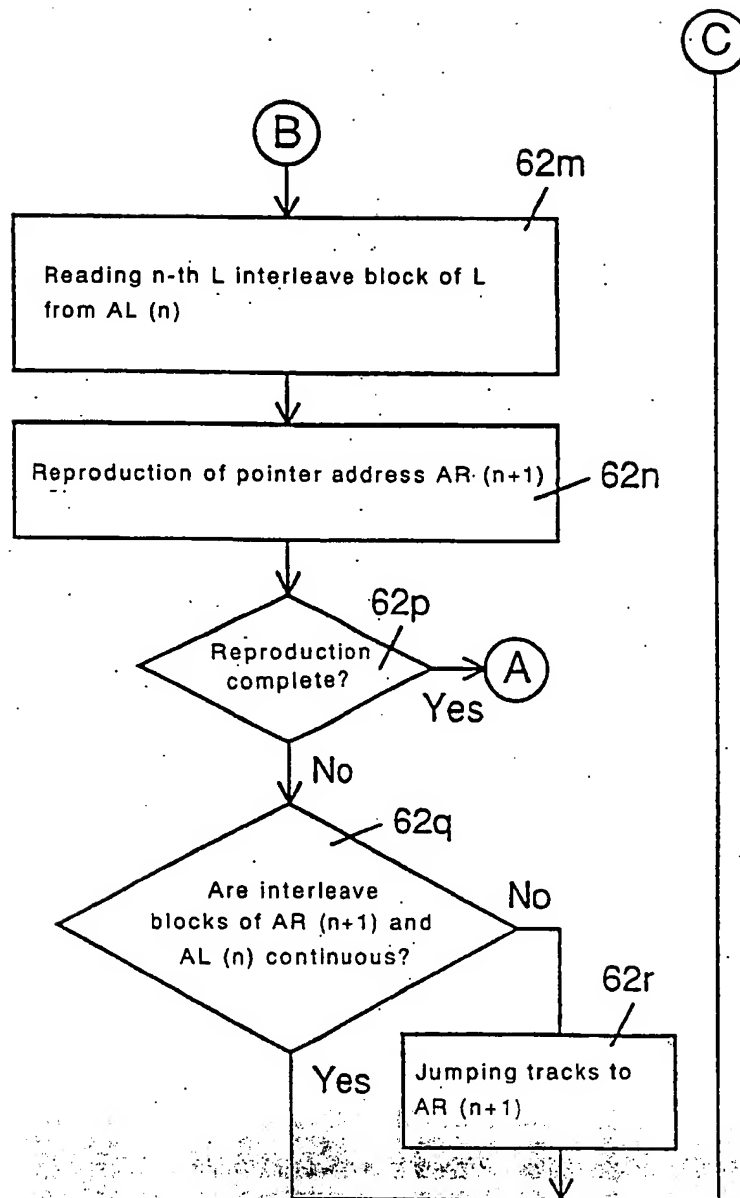 C
B
62m
Reading n-th L interleave block of L
from AL (n)
Reproduction of pointer address AR (n+1)
62n
62p
Reproduction
complete?
A
Yes
No
62q
Are interleave
blocks of AR (n+1) and
AL (n) continuous?
No
62r
Yes
Jumping tracks to
AR (n+1)